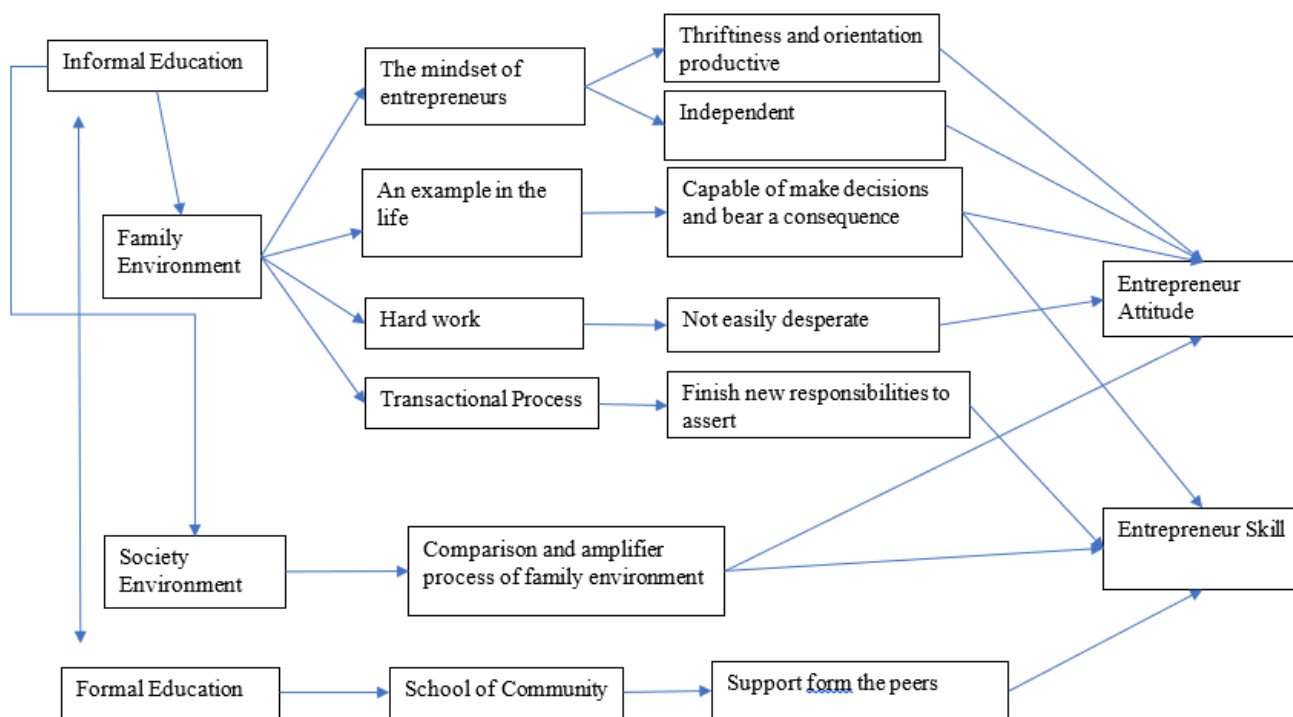 Informal Education
The mindset of
entrepreneurs
Thriftiness and orientation
productive
Independent
An example in the
life
Capable of make decisions
and bear a consequence
Family
Environment
Entrepreneur
Attitude
Hard work
Not easily desperate
Transactional Process
Finish new responsibilities to
assert
Society
Environment
Comparison and amplifier
process of family environment
Entrepreneur Skill
Formal Education
School of Community
Support form the peers